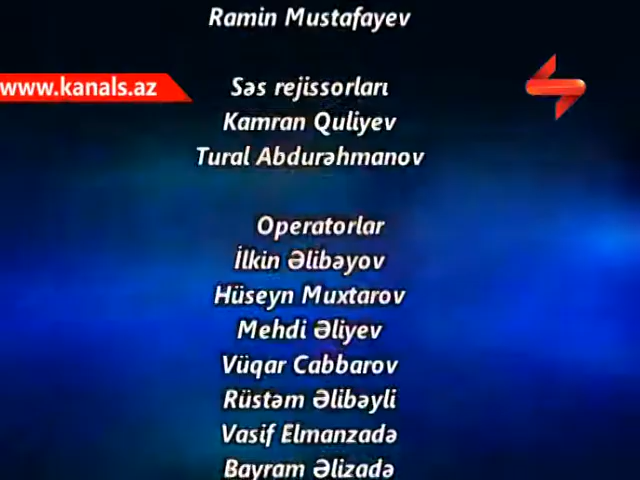 Ramin Mustafayev
www.kanals.az
Səs rejissorları
Kamran Quliyev
Tural Abdurəhmanov
Operatorlar
İlkin Əlibəyov
Hüseyn Muxtarov
Mehdi Əliyev
Vüqar Cabbarov
Rüstəm Əlibəyli
Vasif Elmanzadə
Bayram Əlizadə